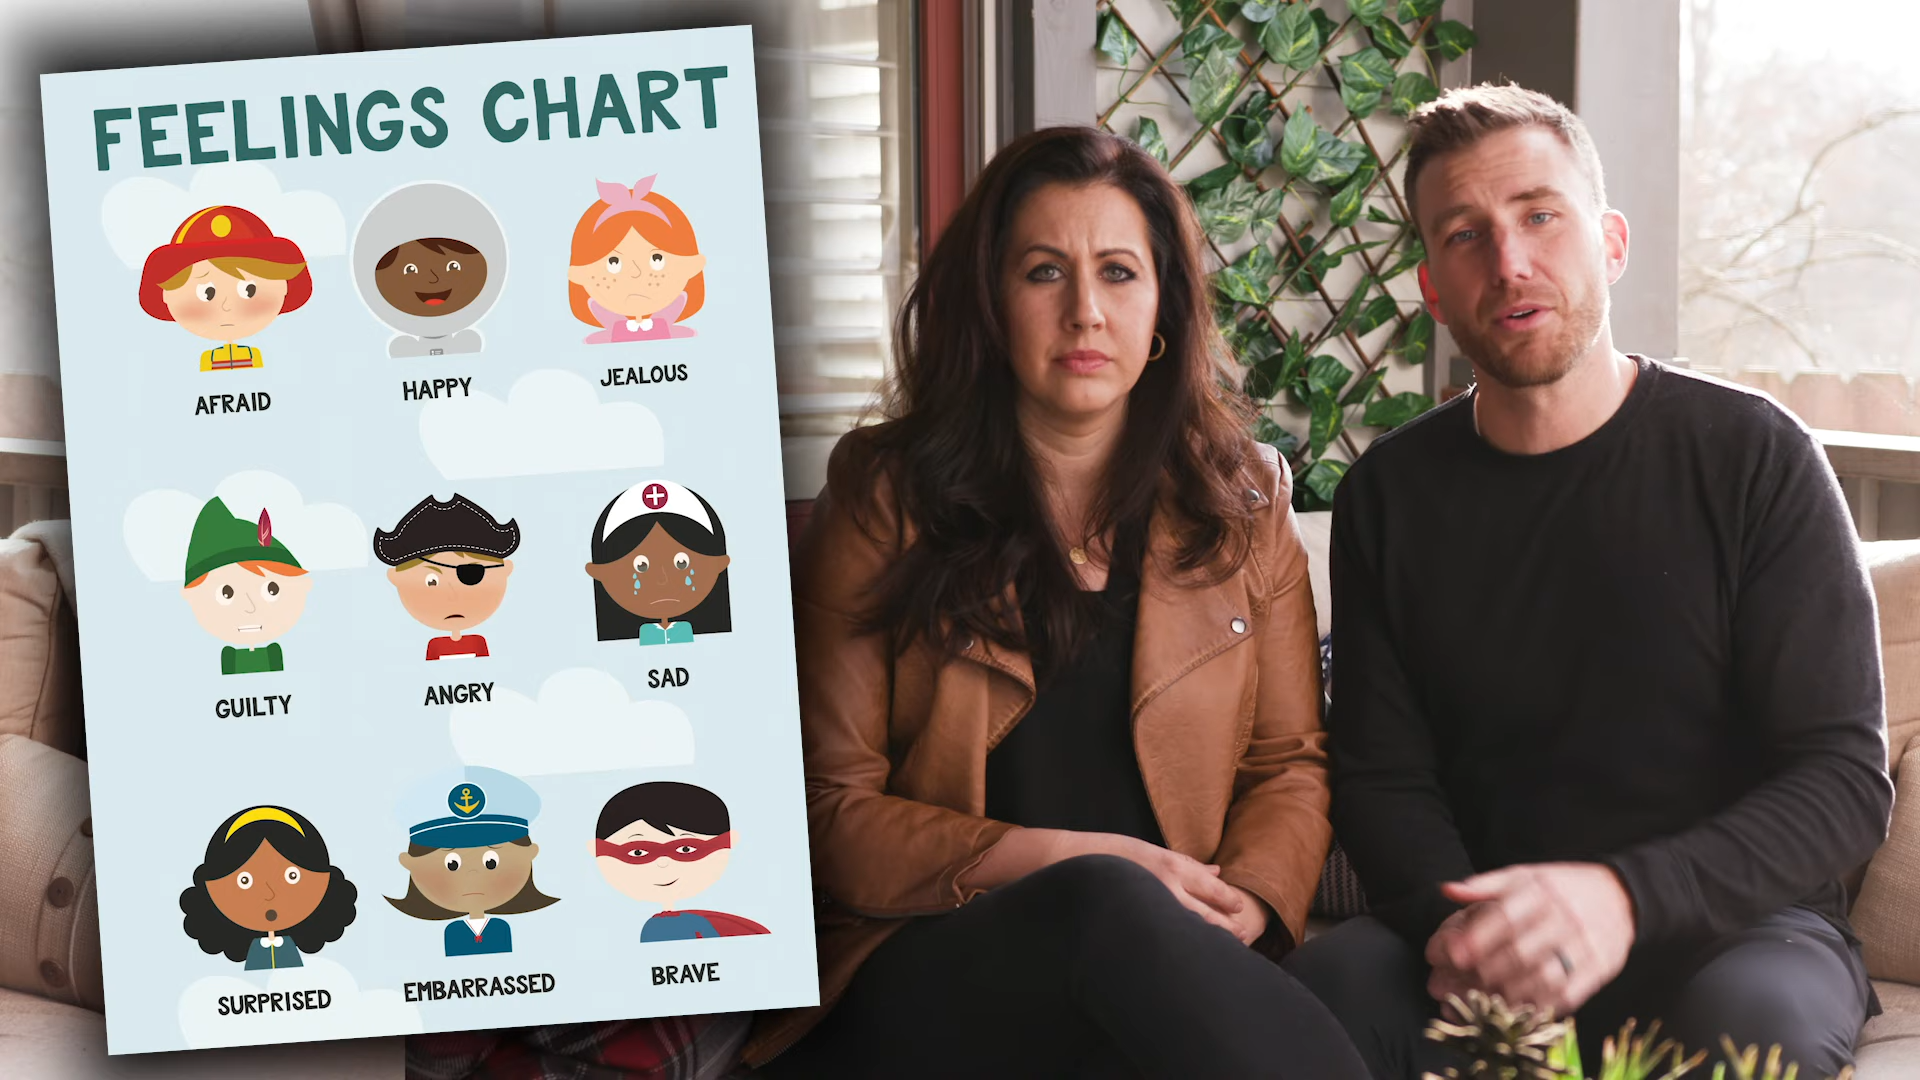 FEELINGS CHART
AFRAID
HAPPY
JEALOUS
GUILTY
ANGRY
SAD
SURPRISED
EMBARRASSED
BRAVE